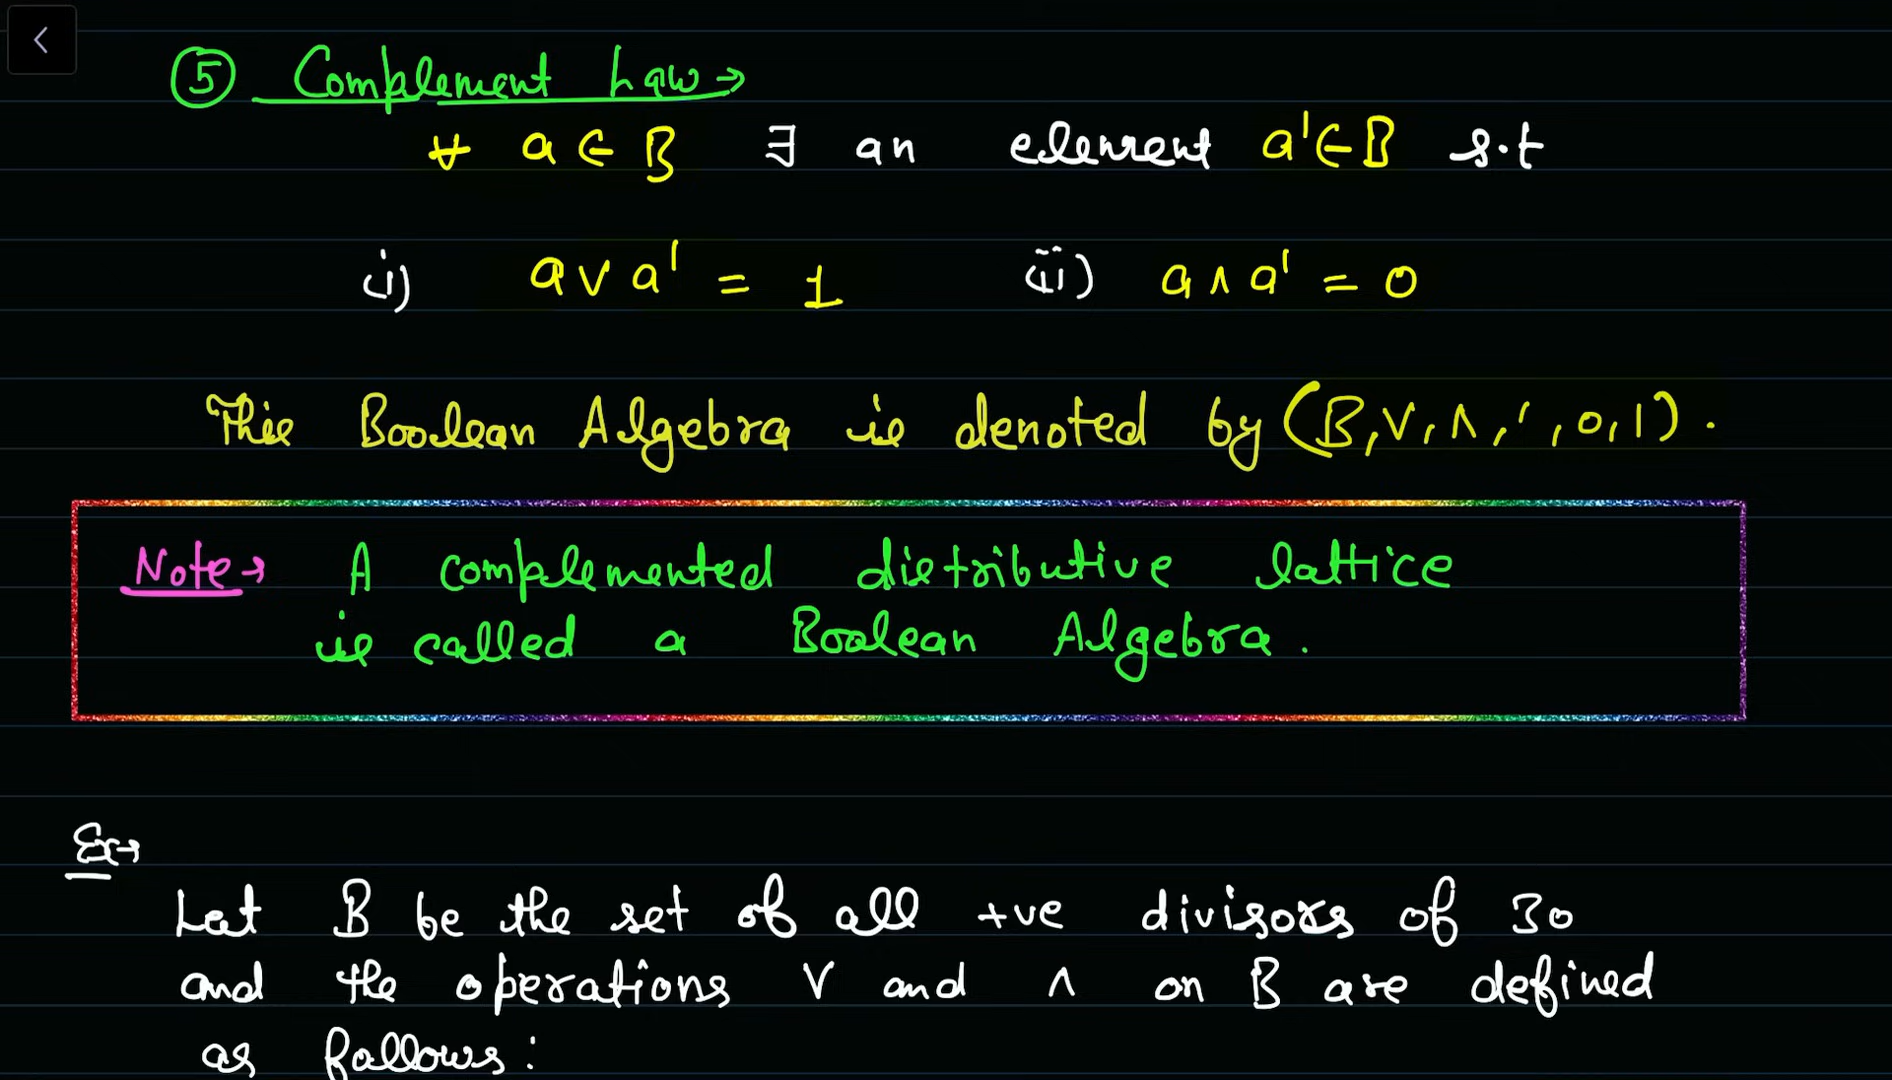 ⑤ Complement Law →
∀ a ∈ B ∃ an element a' ∈ B s.t
(i) a ∨ a' = 1 (ii) a ∧ a' = 0
This Boolean Algebra is denoted by (B, ∨, ∧, ', 0, 1).
Note → A complemented distributive lattice
is called a Boolean Algebra.
Ex →
Let B be the set of all +ve divisors of 30
and the operations ∨ and ∧ on B are defined
as follows: